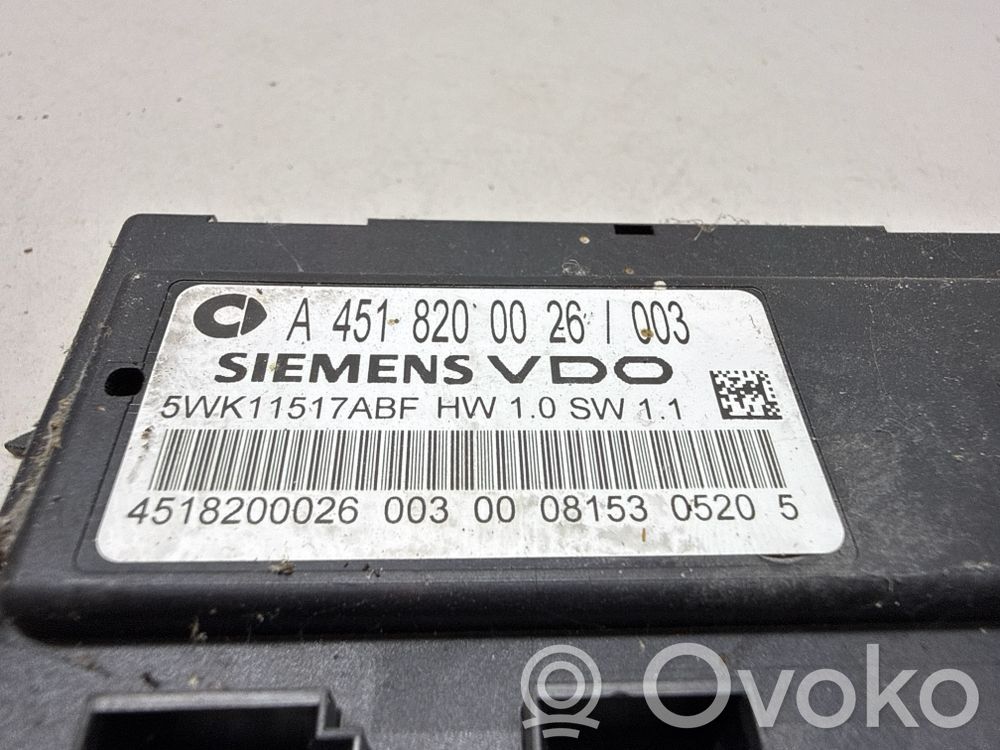 A 451 820 00 26 / 003
SIEMENS VDO
5WK11517ABF HW 1.0 SW 1.1
4518200026 003 00 08153 0520 5
Ovoko